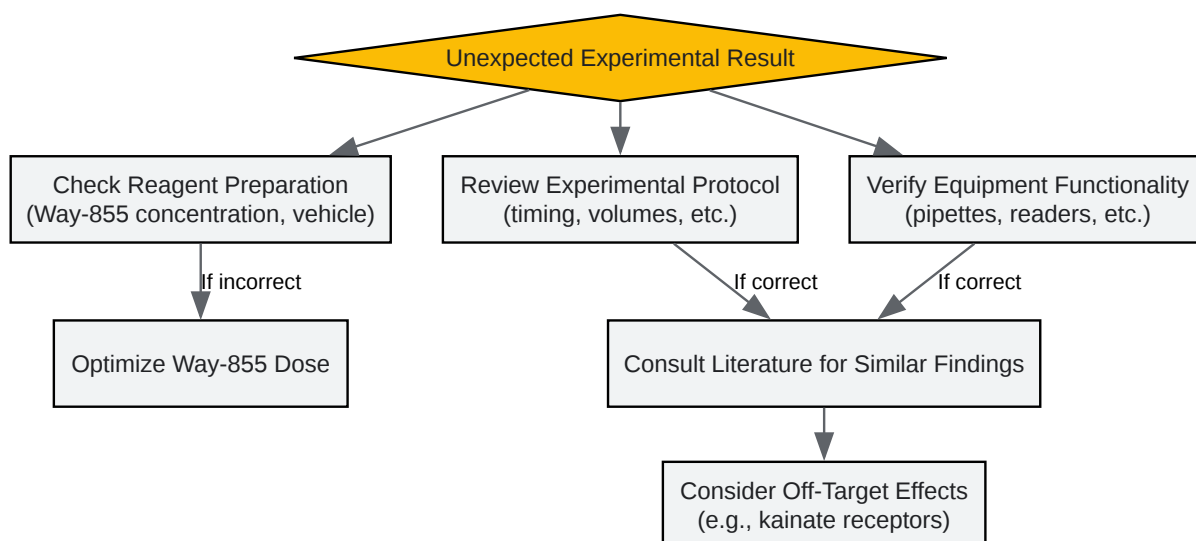 Unexpected Experimental Result
Check Reagent Preparation
(Way-855 concentration, vehicle)
Review Experimental Protocol
(timing, volumes, etc.)
Verify Equipment Functionality
(pipettes, readers, etc.)
If incorrect
If correct
If correct
Optimize Way-855 Dose
Consult Literature for Similar Findings
Consider Off-Target Effects
(e.g., kainate receptors)